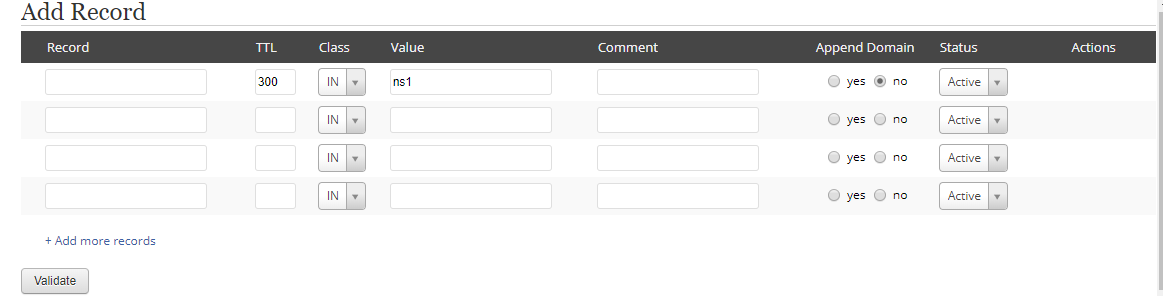 Add Record
Record TTL Class Value Comment Append Domain Status Actions
300 IN ns1 yes no Active
IN yes no Active
IN yes no Active
IN yes no Active
+ Add more records
Validate